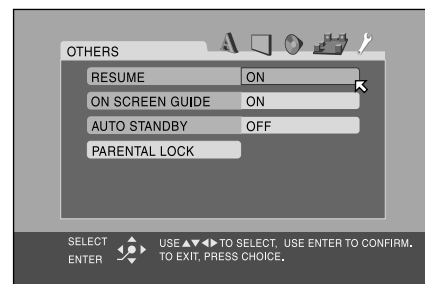 OTHERS
RESUME ON
ON SCREEN GUIDE ON
AUTO STANDBY OFF
PARENTAL LOCK
SELECT USE ▲▼◀▶ TO SELECT, USE ENTER TO CONFIRM.
ENTER TO EXIT, PRESS CHOICE.